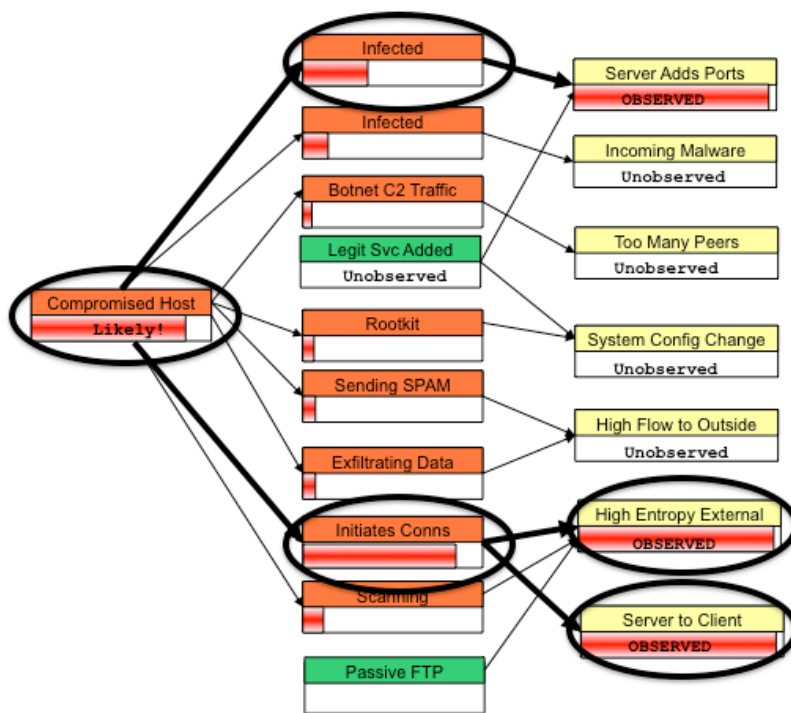 Infected
Server Adds Ports
OBSERVED
Infected
Incoming Malware
Unobserved
Botnet C2 Traffic
Too Many Peers
Unobserved
Legit Svc Added
Unobserved
Compromised Host
Likely!
Rootkit
System Config Change
Unobserved
Sending SPAM
High Flow to Outside
Unobserved
Exfiltrating Data
Initiates Conns
High Entropy External
OBSERVED
Scanning
Server to Client
OBSERVED
Passive FTP